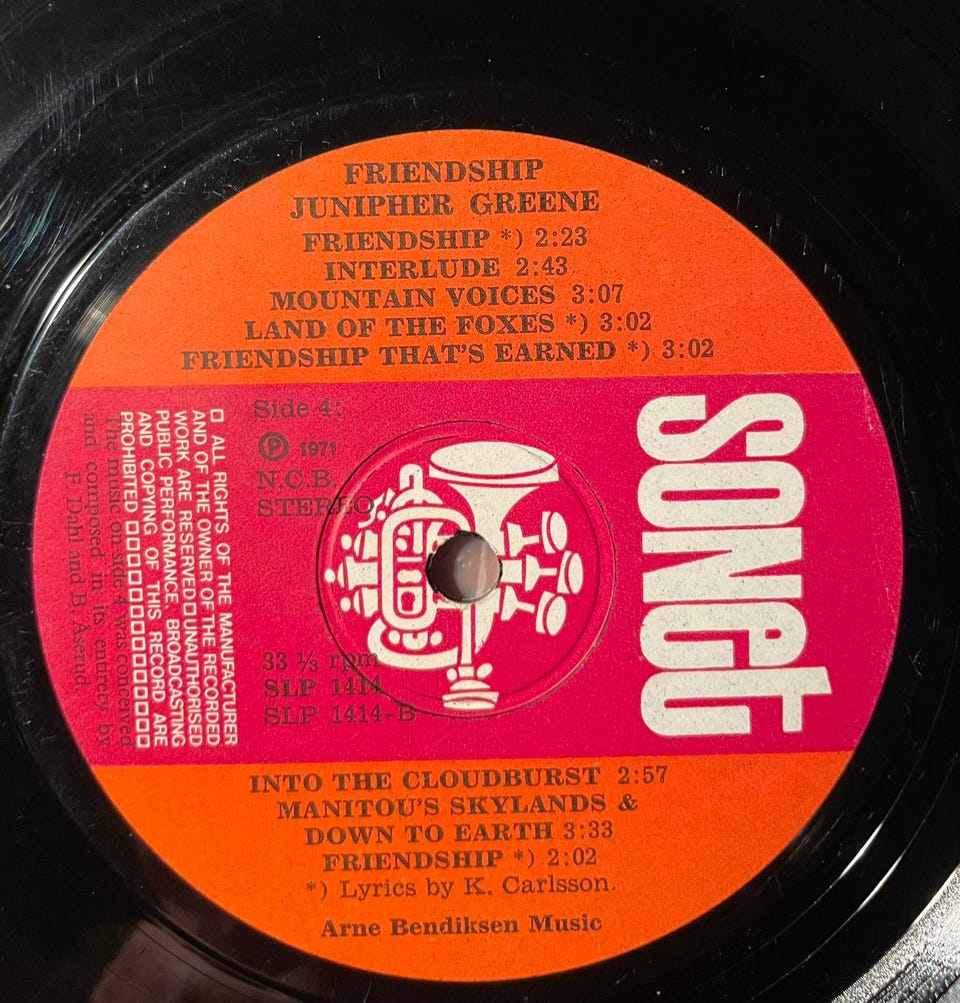 FRIENDSHIP
JUNIPHER GREENE
FRIENDSHIP *) 2:23
INTERLUDE 2:43
MOUNTAIN VOICES 3:07
LAND OF THE FOXES *) 3:02
FRIENDSHIP THAT'S EARNED *) 3:02
Side 4:
Ⓟ 1971
N.C.B.
STEREO
33 ⅓ rpm
SLP 1414
SLP 1414-B
SONET
□ ALL RIGHTS OF THE MANUFACTURER
AND OF THE OWNER OF THE RECORDED
WORK ARE RESERVED □ UNAUTHORISED
PUBLIC PERFORMANCE, BROADCASTING
AND COPYING OF THIS RECORD ARE
PROHIBITED □□□□□□□□□□
The music on side 4 was conceived
and composed in its entirety by
F. Dahl and B. Aserud.
INTO THE CLOUDBURST 2:57
MANITOU'S SKYLANDS &
DOWN TO EARTH 3:33
FRIENDSHIP *) 2:02
*) Lyrics by K. Carlsson.
Arne Bendiksen Music